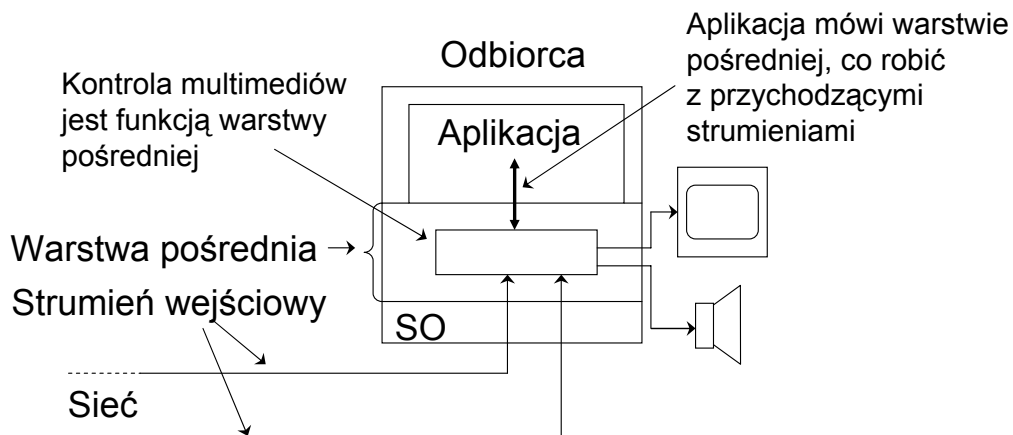 Odbiorca
Aplikacja mówi warstwie
pośredniej, co robić
z przychodzącymi
strumieniami
Kontrola multimediów
jest funkcją warstwy
pośredniej
Aplikacja
Warstwa pośrednia
Strumień wejściowy
SO
Sieć